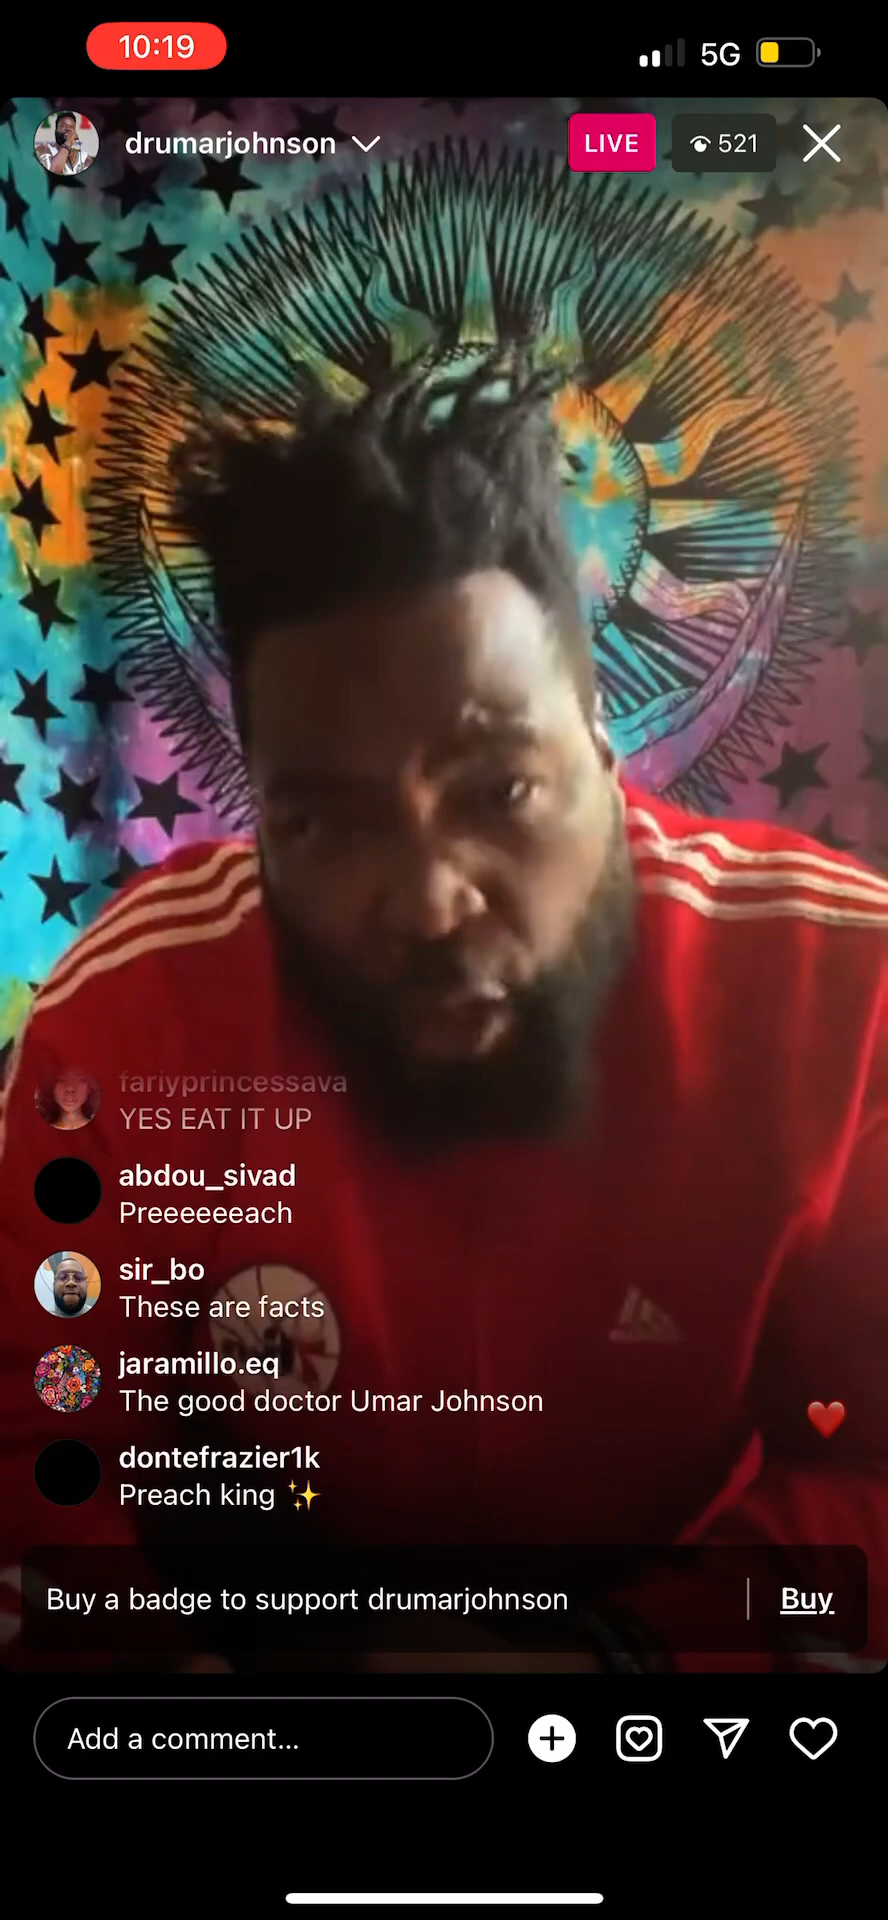 10:19
5G
drumarjohnson
LIVE
521
fariyprincessava
YES EAT IT UP
abdou_sivad
Preeeeeeach
sir_bo
These are facts
jaramillo.eq
The good doctor Umar Johnson
dontefrazier1k
Preach king ✨
Buy a badge to support drumarjohnson
Buy
Add a comment...